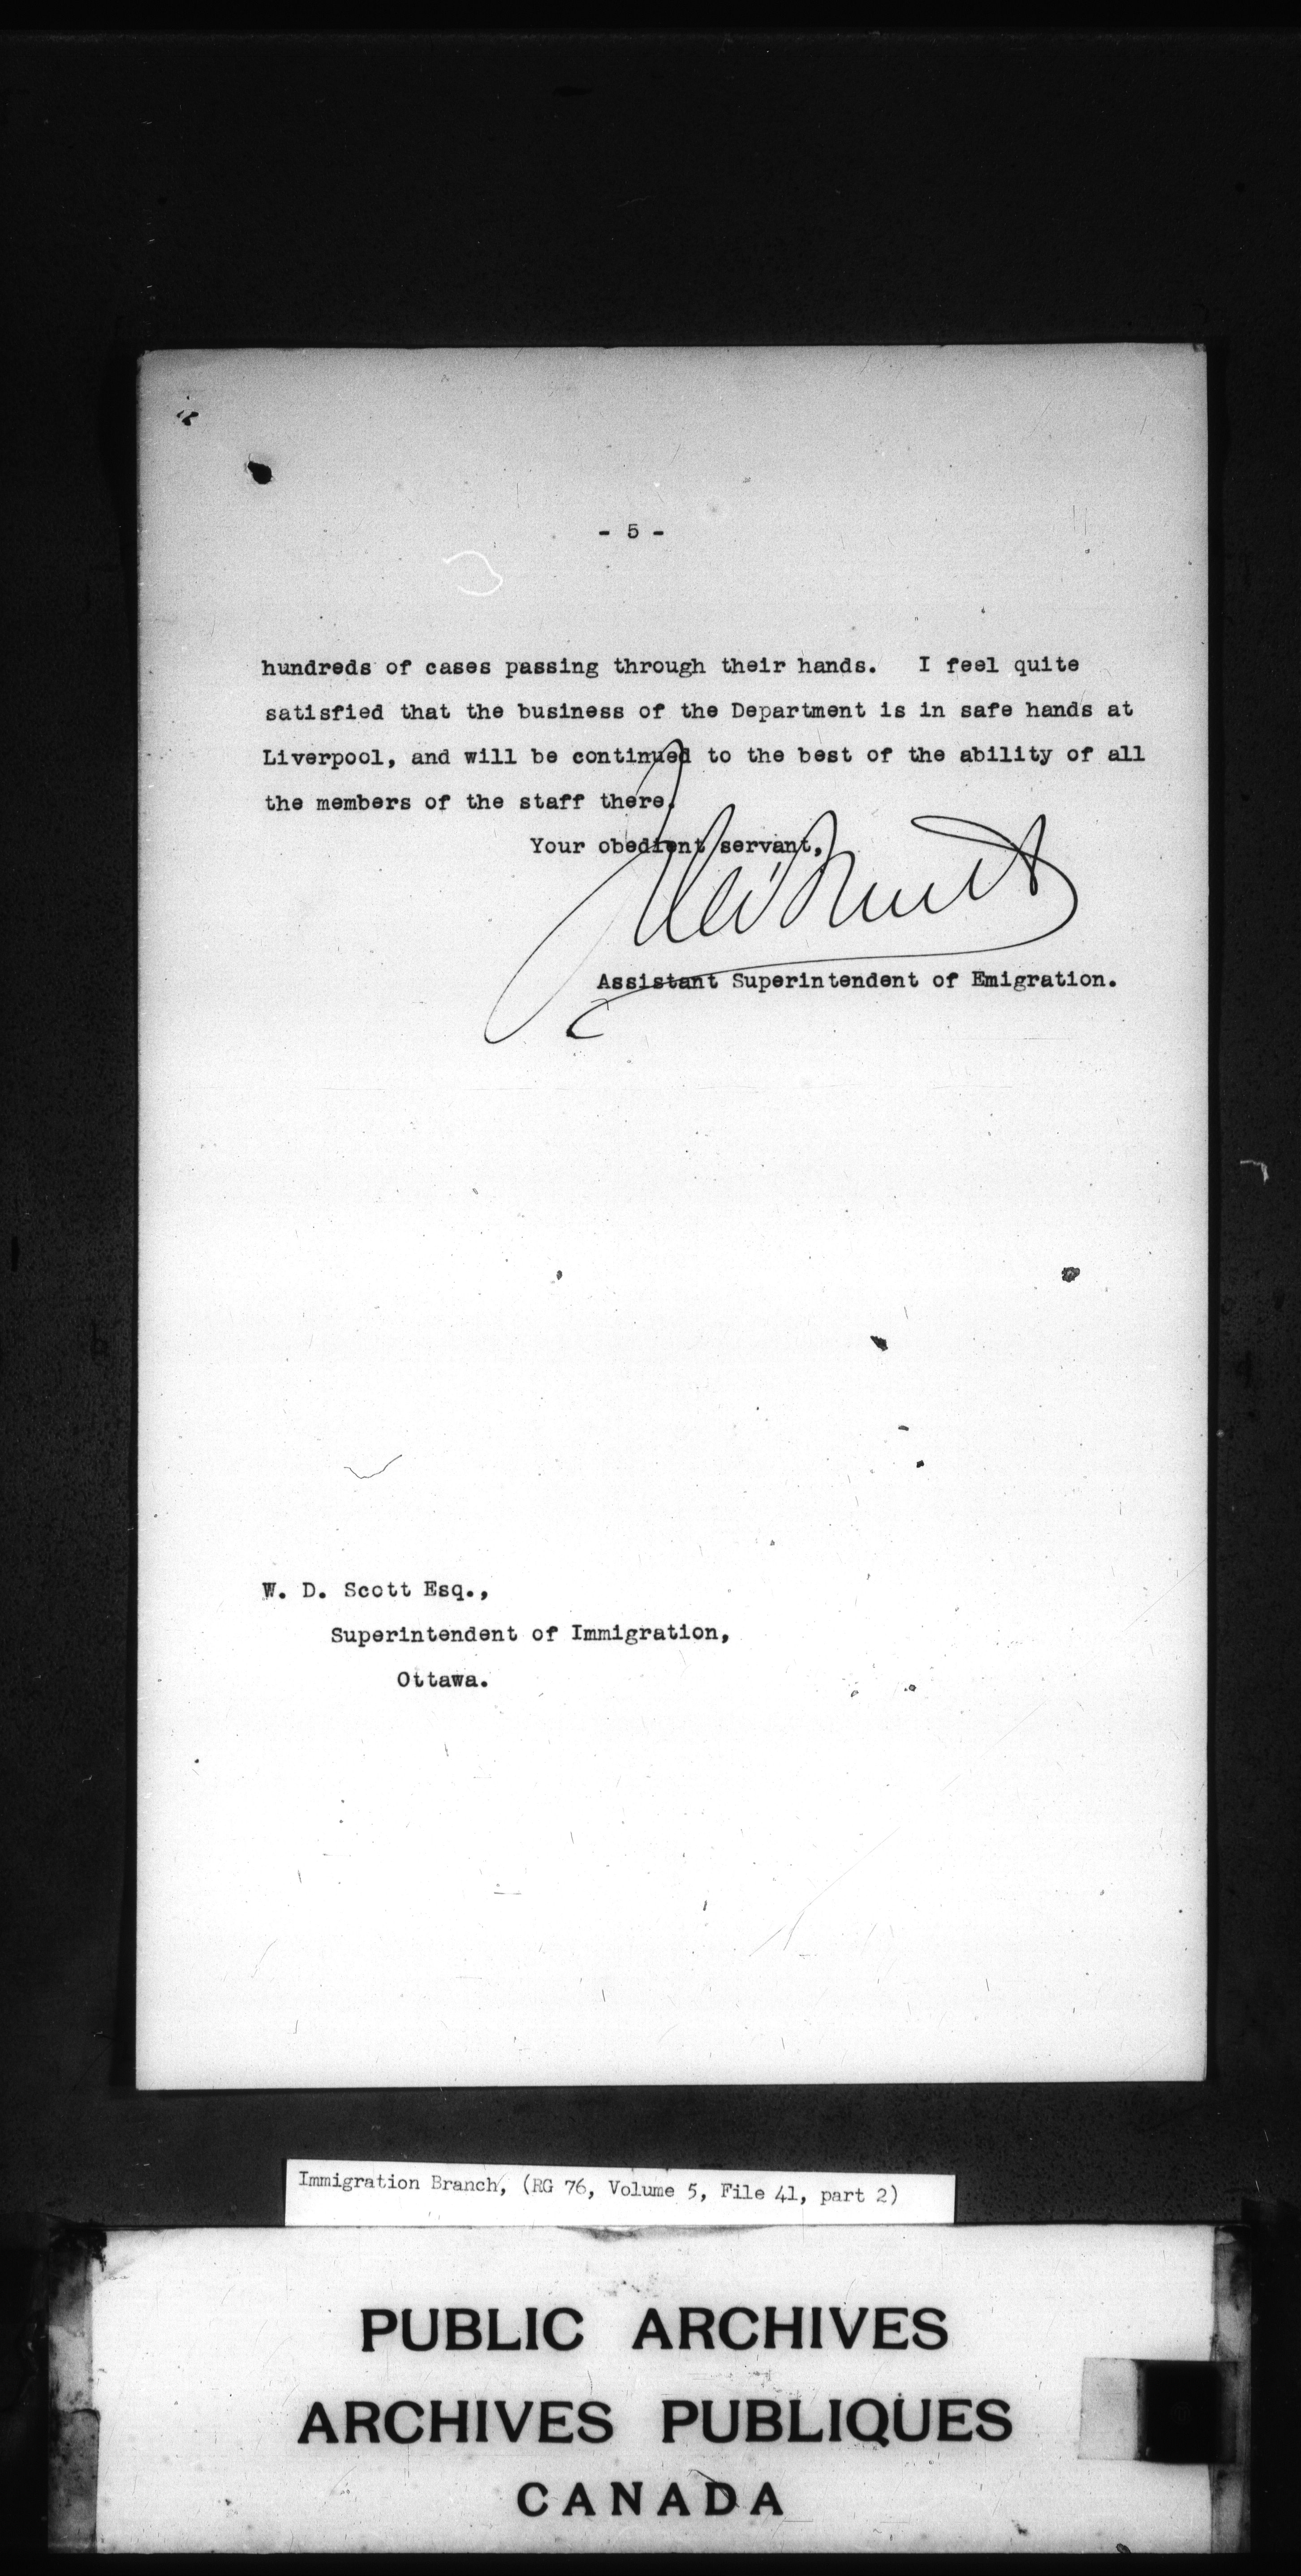 - 5 -
hundreds of cases passing through their hands. I feel quite
satisfied that the business of the Department is in safe hands at
Liverpool, and will be continued to the best of the ability of all
the members of the staff there.
Your obedient servant,
Assistant Superintendent of Emigration.
W. D. Scott Esq.,
Superintendent of Immigration,
Ottawa.
Immigration Branch, (RG 76, Volume 5, File 41, part 2)
PUBLIC ARCHIVES
ARCHIVES PUBLIQUES
CANADA